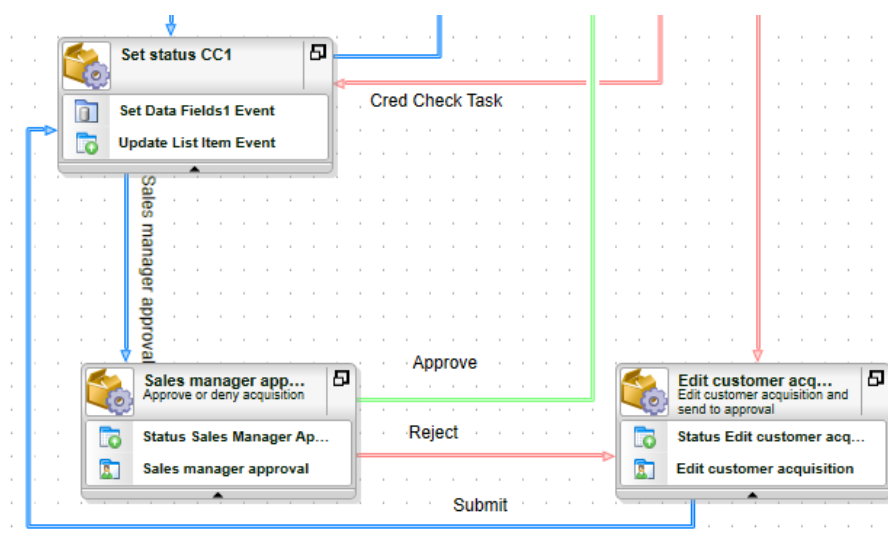 Set status CC1
Set Data Fields1 Event
Update List Item Event
Cred Check Task
Sales manager approval
Approve
Sales manager app...
Approve or deny acquisition
Status Sales Manager Ap...
Sales manager approval
Reject
Edit customer acq...
Edit customer acquisition and
send to approval
Status Edit customer acq...
Edit customer acquisition
Submit